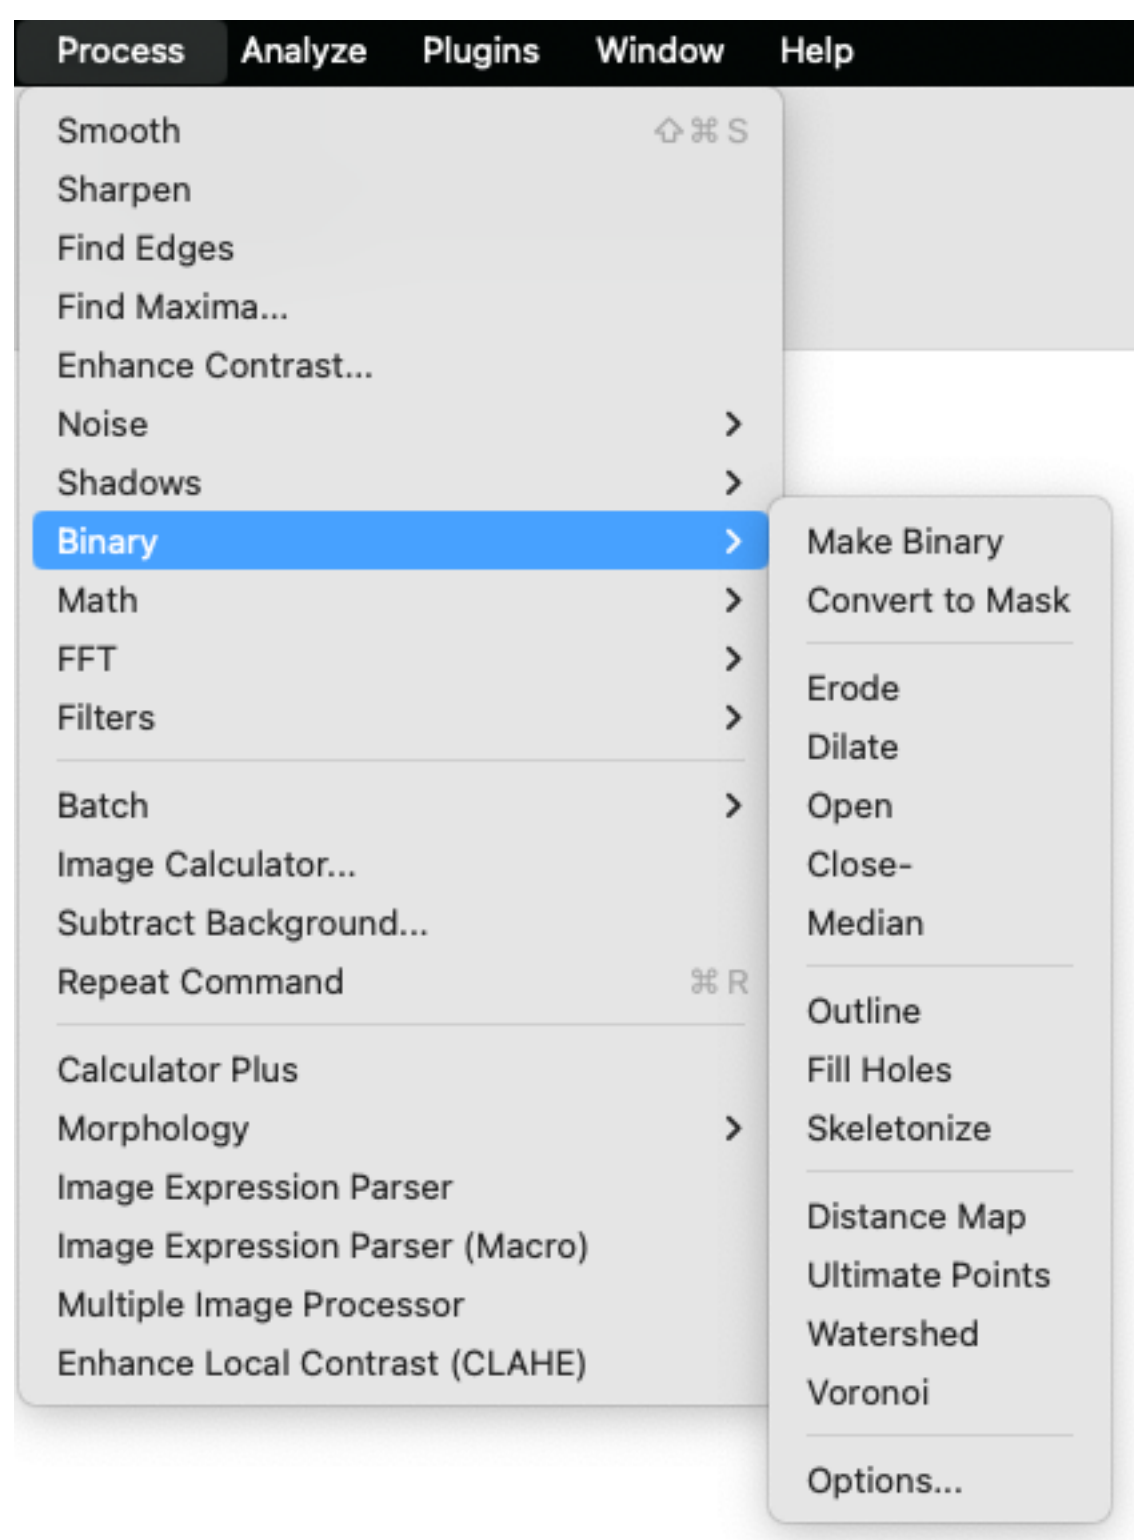 Process Analyze Plugins Window Help
Smooth ⇧⌘S
Sharpen
Find Edges
Find Maxima...
Enhance Contrast...
Noise
Shadows
Binary
Math
FFT
Filters
Batch
Image Calculator...
Subtract Background...
Repeat Command ⌘R
Calculator Plus
Morphology
Image Expression Parser
Image Expression Parser (Macro)
Multiple Image Processor
Enhance Local Contrast (CLAHE)
Make Binary
Convert to Mask
Erode
Dilate
Open
Close-
Median
Outline
Fill Holes
Skeletonize
Distance Map
Ultimate Points
Watershed
Voronoi
Options...